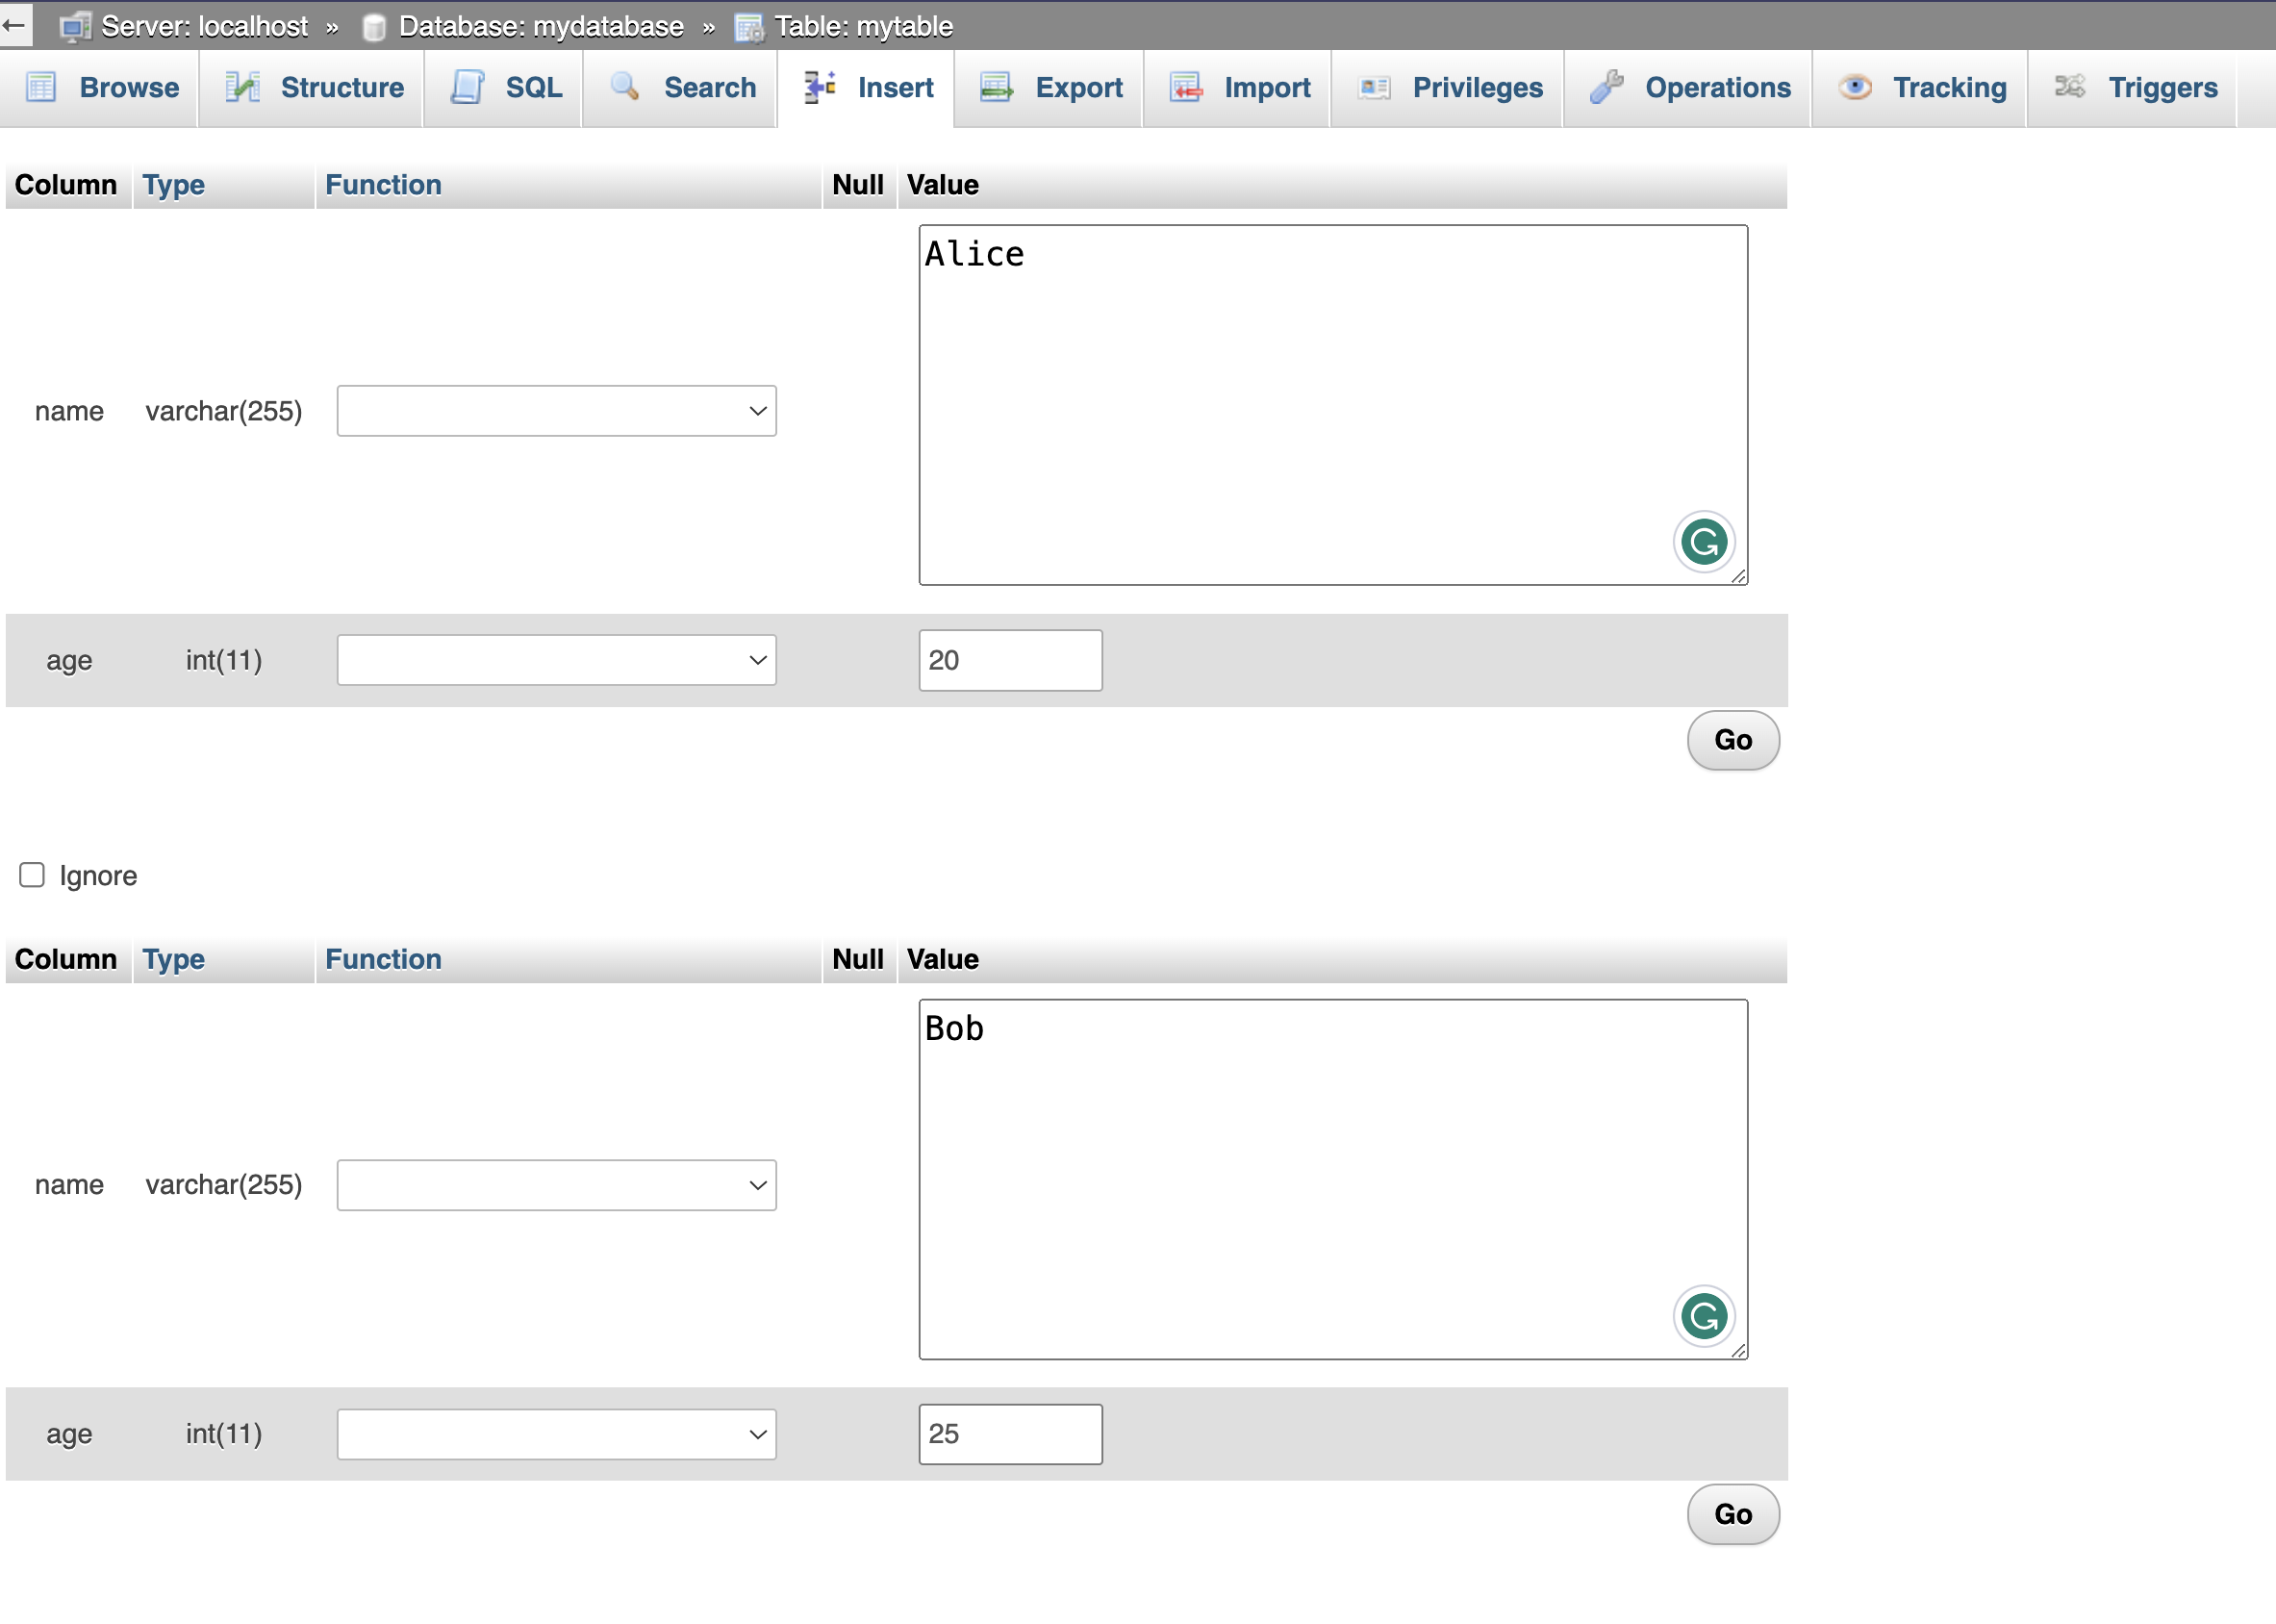 Server: localhost » Database: mydatabase » Table: mytable
Browse Structure SQL Search Insert Export Import Privileges Operations Tracking Triggers
Column Type Function Null Value
Alice
name varchar(255)
age int(11) 20
Go
Ignore
Column Type Function Null Value
Bob
name varchar(255)
age int(11) 25
Go